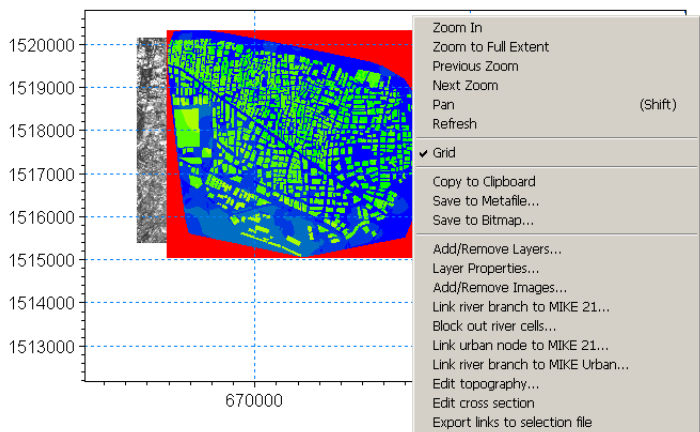 1520000
1519000
1518000
1517000
1516000
1515000
1514000
1513000
670000
Zoom In
Zoom to Full Extent
Previous Zoom
Next Zoom
Pan (Shift)
Refresh
Grid
Copy to Clipboard
Save to Metafile...
Save to Bitmap...
Add/Remove Layers...
Layer Properties...
Add/Remove Images...
Link river branch to MIKE 21...
Block out river cells...
Link urban node to MIKE 21...
Link river branch to MIKE Urban...
Edit topography...
Edit cross section
Export links to selection file